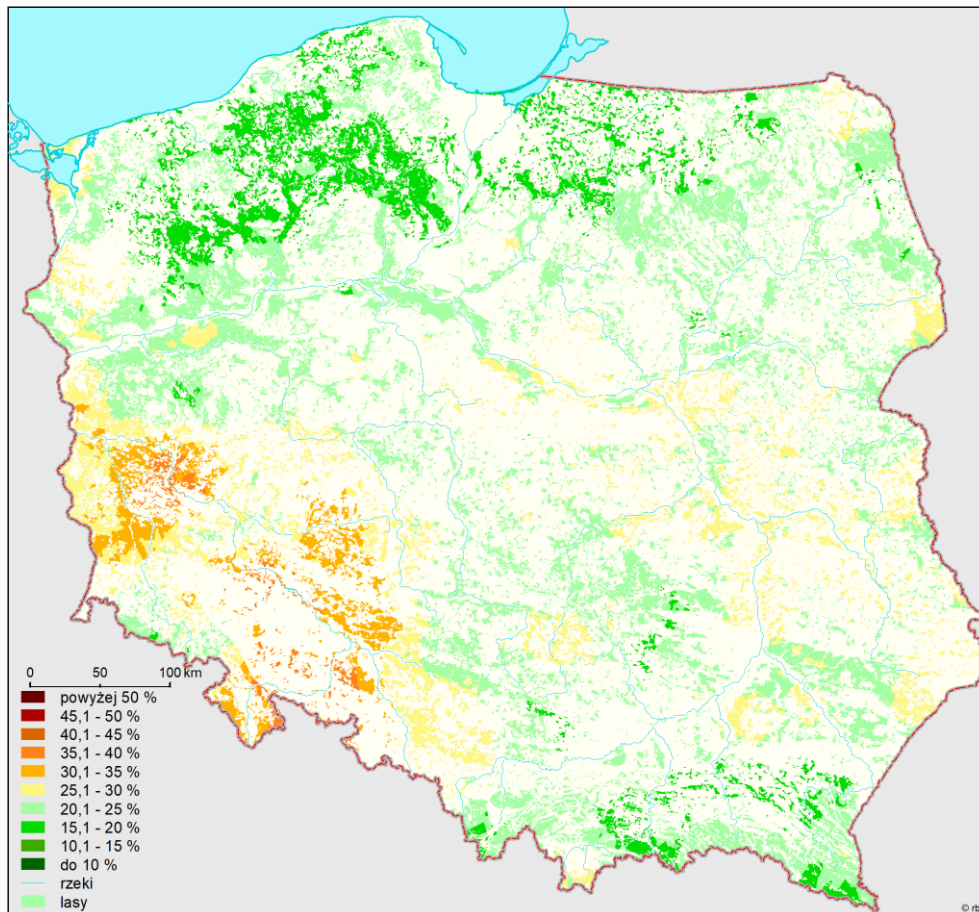 0 50 100 km
powyżej 50 %
45,1 - 50 %
40,1 - 45 %
35,1 - 40 %
30,1 - 35 %
25,1 - 30 %
20,1 - 25 %
15,1 - 20 %
10,1 - 15 %
do 10 %
rzeki
lasy